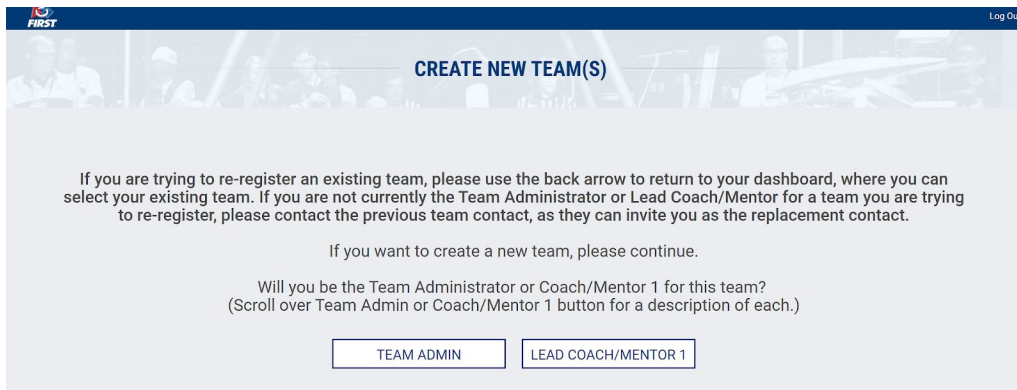 FIRST
Log Ou
CREATE NEW TEAM(S)
If you are trying to re-register an existing team, please use the back arrow to return to your dashboard, where you can
select your existing team. If you are not currently the Team Administrator or Lead Coach/Mentor for a team you are trying
to re-register, please contact the previous team contact, as they can invite you as the replacement contact.
If you want to create a new team, please continue.
Will you be the Team Administrator or Coach/Mentor 1 for this team?
(Scroll over Team Admin or Coach/Mentor 1 button for a description of each.)
TEAM ADMIN
LEAD COACH/MENTOR 1